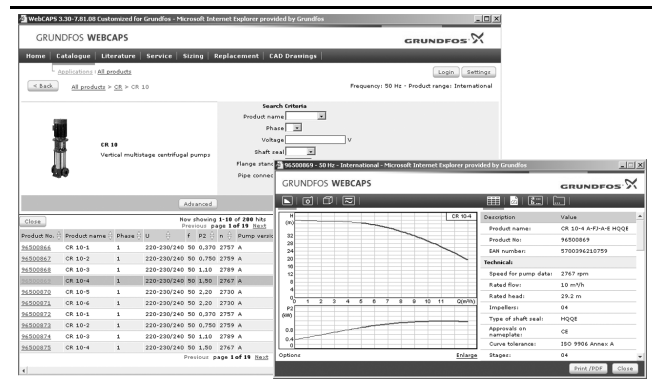 WebCAPS 3.30-7.81.08 Customized for Grundfos - Microsoft Internet Explorer provided by Grundfos
GRUNDFOS WEBCAPS
GRUNDFOS
Home | Catalogue | Literature | Service | Sizing | Replacement | CAD Drawings
Applications | All products
Login
Settings
< Back
All products > CR > CR 10
Frequency: 50 Hz - Product range: International
CR 10
Vertical multistage centrifugal pumps
Search Criteria
Product name
Phase
Voltage V
Shaft seal
Flange stand
Pipe connec
Advanced
Close
Now showing 1-10 of 200 hits
Previous page 1 of 19 Next
Product No. Product name Phase U f P2 n Pump versio
96500866 CR 10-1 1 220-230/240 50 0,370 2757 A
96500867 CR 10-2 1 220-230/240 50 0,750 2759 A
96500868 CR 10-3 1 220-230/240 50 1,10 2789 A
CR 10-4 1 220-230/240 50 1,50 2767 A
96500870 CR 10-5 1 220-230/240 50 2,20 2730 A
96500871 CR 10-6 1 220-230/240 50 2,20 2730 A
96500872 CR 10-1 1 220-230/240 50 0,370 2757 A
96500873 CR 10-2 1 220-230/240 50 0,750 2759 A
96500874 CR 10-3 1 220-230/240 50 1,10 2789 A
96500875 CR 10-4 1 220-230/240 50 1,50 2767 A
Previous page 1 of 19 Next
96500869 - 50 Hz - International - Microsoft Internet Explorer provided by Grundfos
GRUNDFOS WEBCAPS
GRUNDFOS
H
(m)
CR 10-4
32
28
24
20
16
12
8
4
0
0 1 2 3 4 5 6 7 8 9 10 11 Q(m³/h)
P2
(kW)
0.8
0.4
0
Options
Enlarge
Description Value
Product name: CR 10-4 A-FJ-A-E HQQE
Product No: 96500869
EAN number: 5700396210759
Technical:
Speed for pump data: 2767 rpm
Rated flow: 10 m³/h
Rated head: 29.2 m
Impellers: 04
Type of shaft seal: HQQE
Approvals on nameplate: CE
Curve tolerance: ISO 9906 Annex A
Stages: 04
Print /PDF
Close